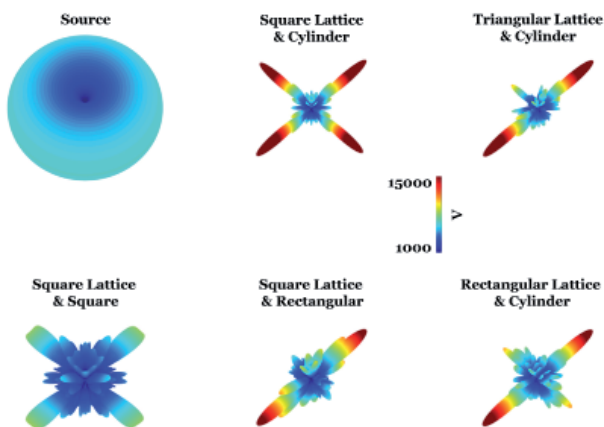 Source
Square Lattice
& Cylinder
Triangular Lattice
& Cylinder
15000
V
1000
Square Lattice
& Square
Square Lattice
& Rectangular
Rectangular Lattice
& Cylinder